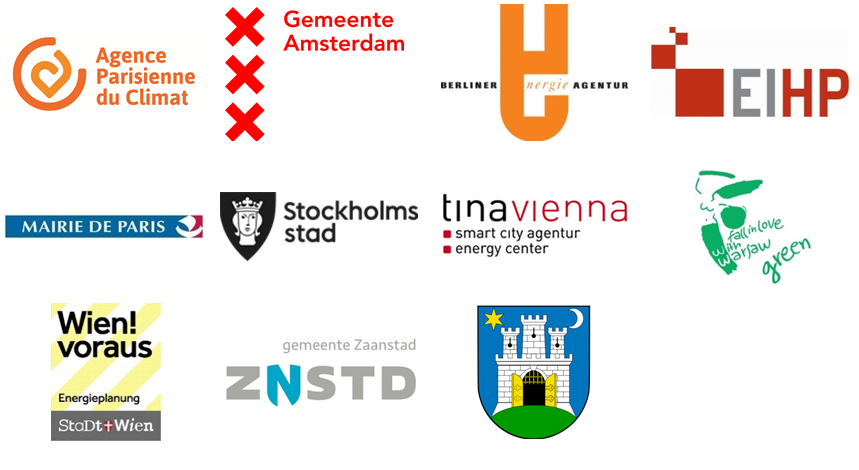 Agence
Parisienne
du Climat
Gemeente
Amsterdam
BERLINER energie AGENTUR
EIHP
MAIRIE DE PARIS
Stockholms
stad
tinavienna
smart city agentur
energy center
fall in love
with
warsaw
green
Wien!
voraus
Energieplanung
StaDt Wien
gemeente Zaanstad
ZNSTD